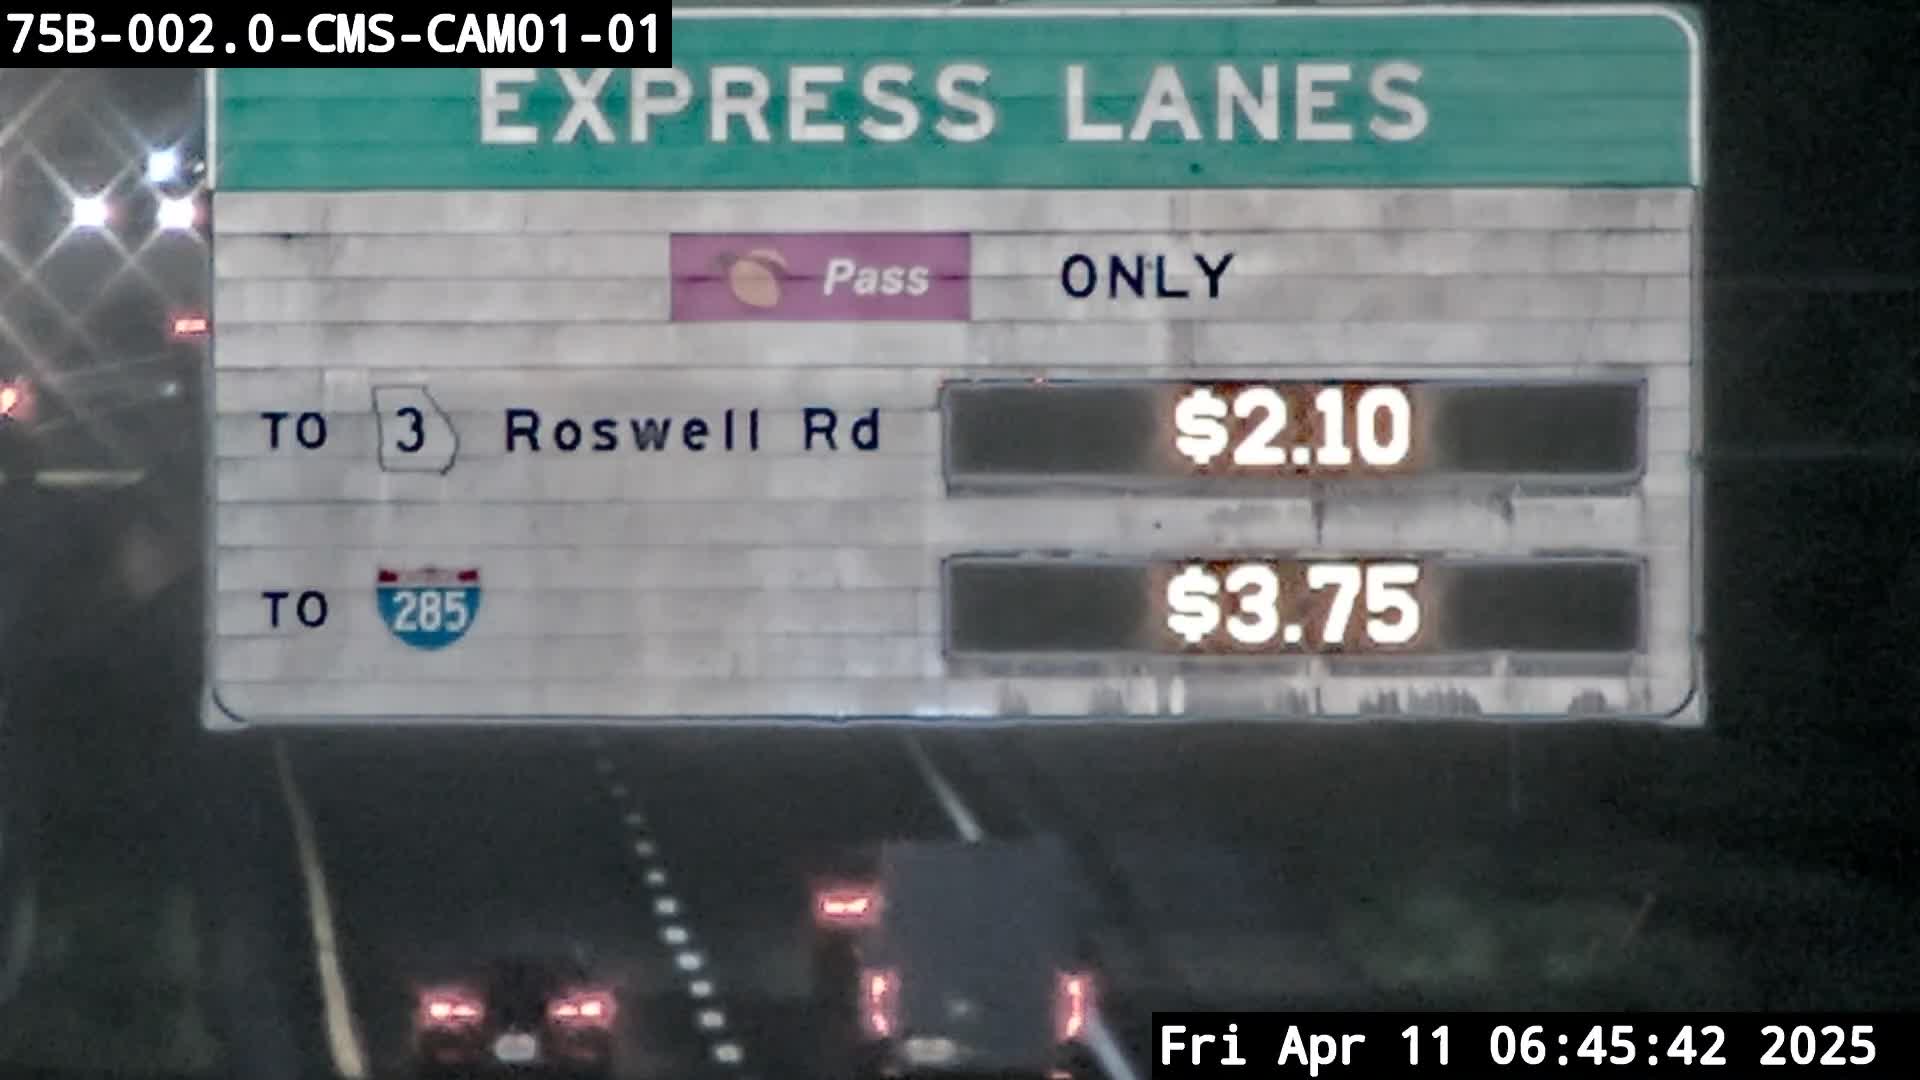 75B-002.0-CMS-CAM01-01
EXPRESS LANES
Pass ONLY
TO 3 Roswell Rd $2.10
TO 285 $3.75
Fri Apr 11 06:45:42 2025